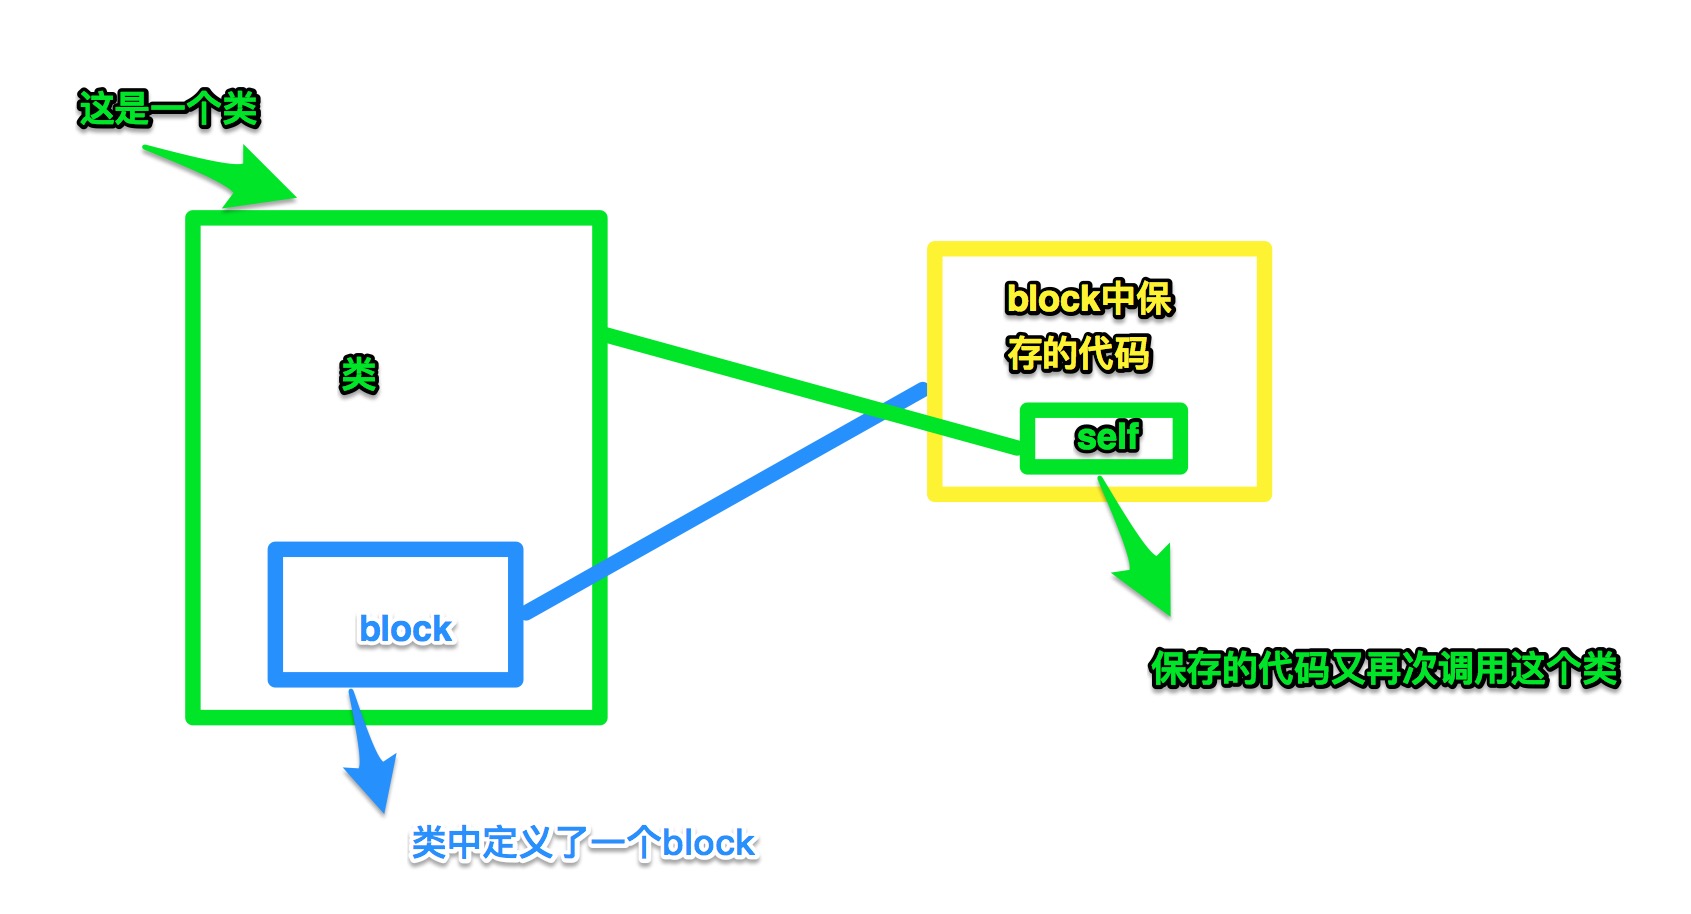 这是一个类
类
block中保
存的代码
self
block
保存的代码又再次调用这个类
类中定义了一个block